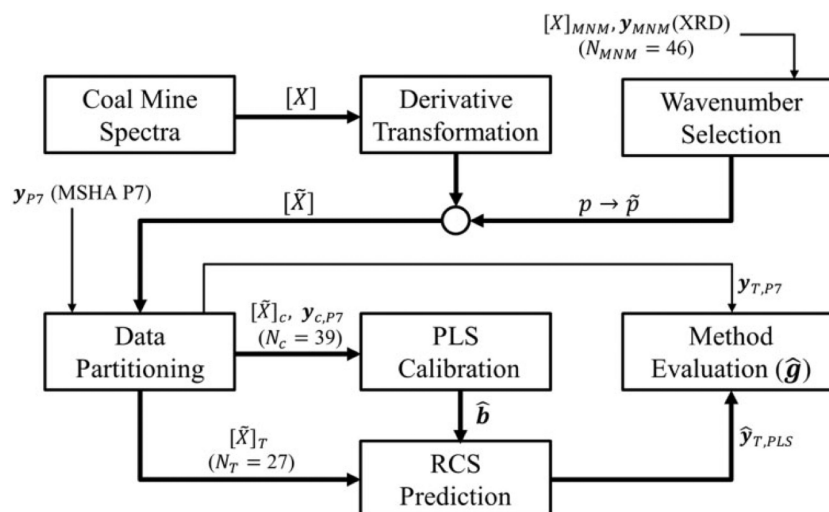 [X]_MNM, y_MNM(XRD)
(N_MNM = 46)
Coal Mine
Spectra
[X]
Derivative
Transformation
Wavenumber
Selection
y_P7 (MSHA P7)
[X̃]
p → p̃
y_T,P7
Data
Partitioning
[X̃]_c, y_c,P7
(N_c = 39)
PLS
Calibration
Method
Evaluation (ĝ)
b̂
[X̃]_T
(N_T = 27)
RCS
Prediction
ŷ_T,PLS